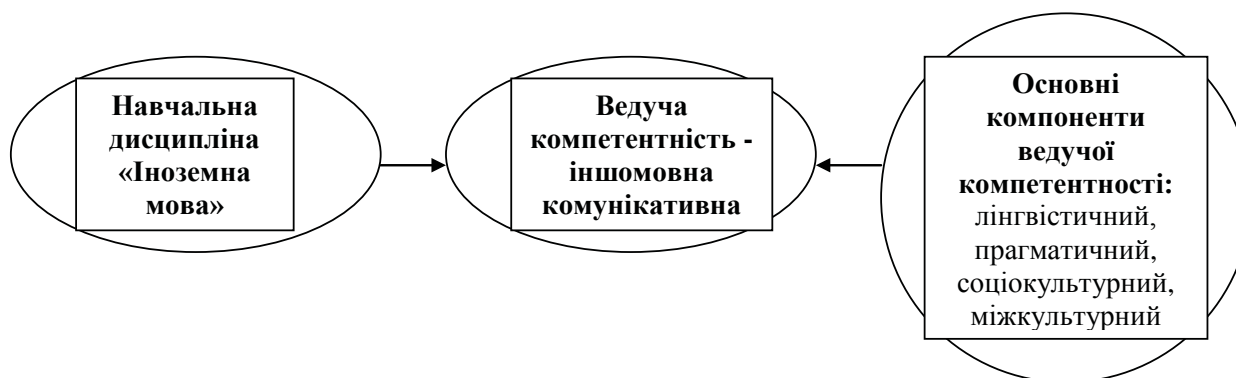 Навчальна
дисципліна
«Іноземна
мова»
Ведуча
компетентність -
іншомовна
комунікативна
Основні
компоненти
ведучої
компетентності:
лінгвістичний,
прагматичний,
соціокультурний,
міжкультурний